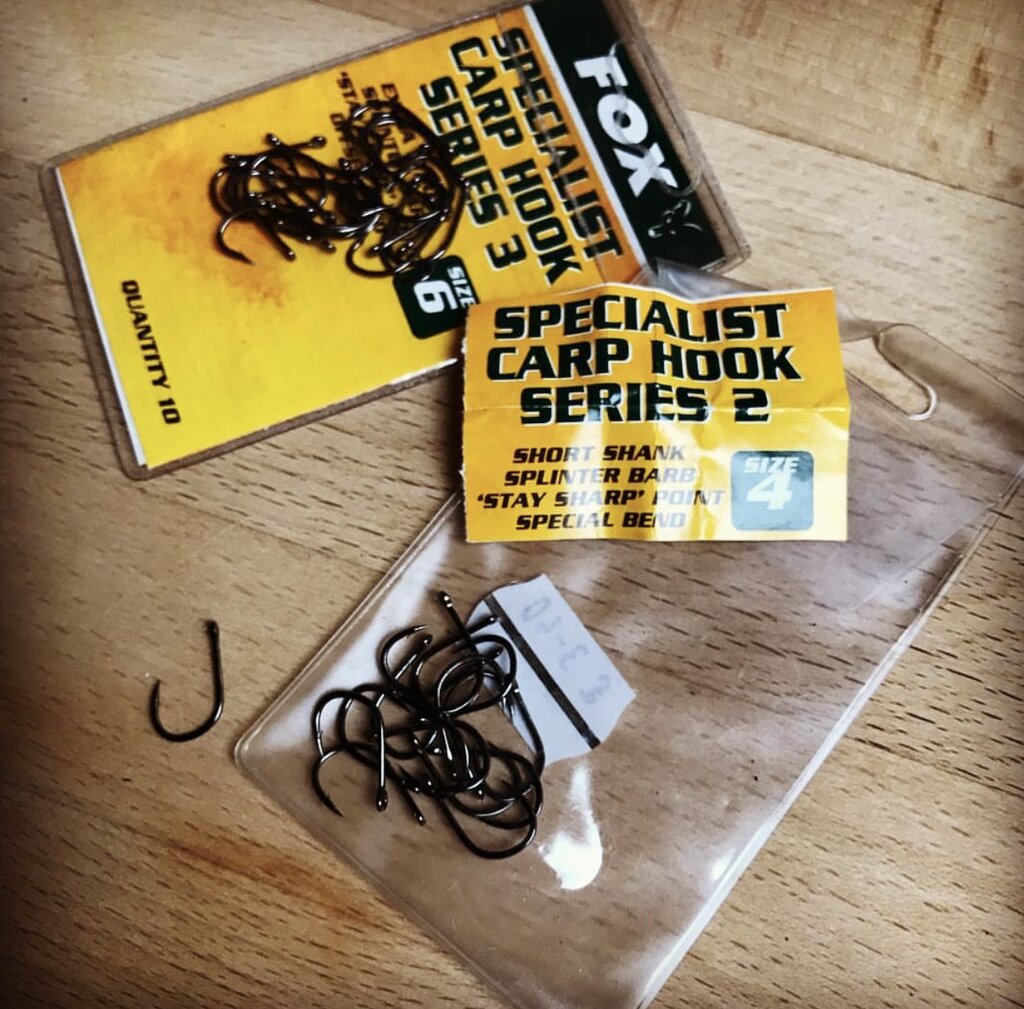 FOX
SPECIALIST
CARP HOOK
SERIES 3
SIZE
6
QUANTITY 10
SPECIALIST
CARP HOOK
SERIES 2
SHORT SHANK
SPLINTER BARB
'STAY SHARP' POINT
SPECIAL BEND
SIZE
4